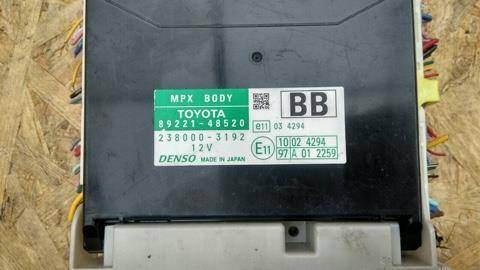 MPX BODY
TOYOTA
89221-48520
238000-3192
12V
DENSO MADE IN JAPAN
BB
e11 03 4294
E11
10 02 4294
97 A 01 2259